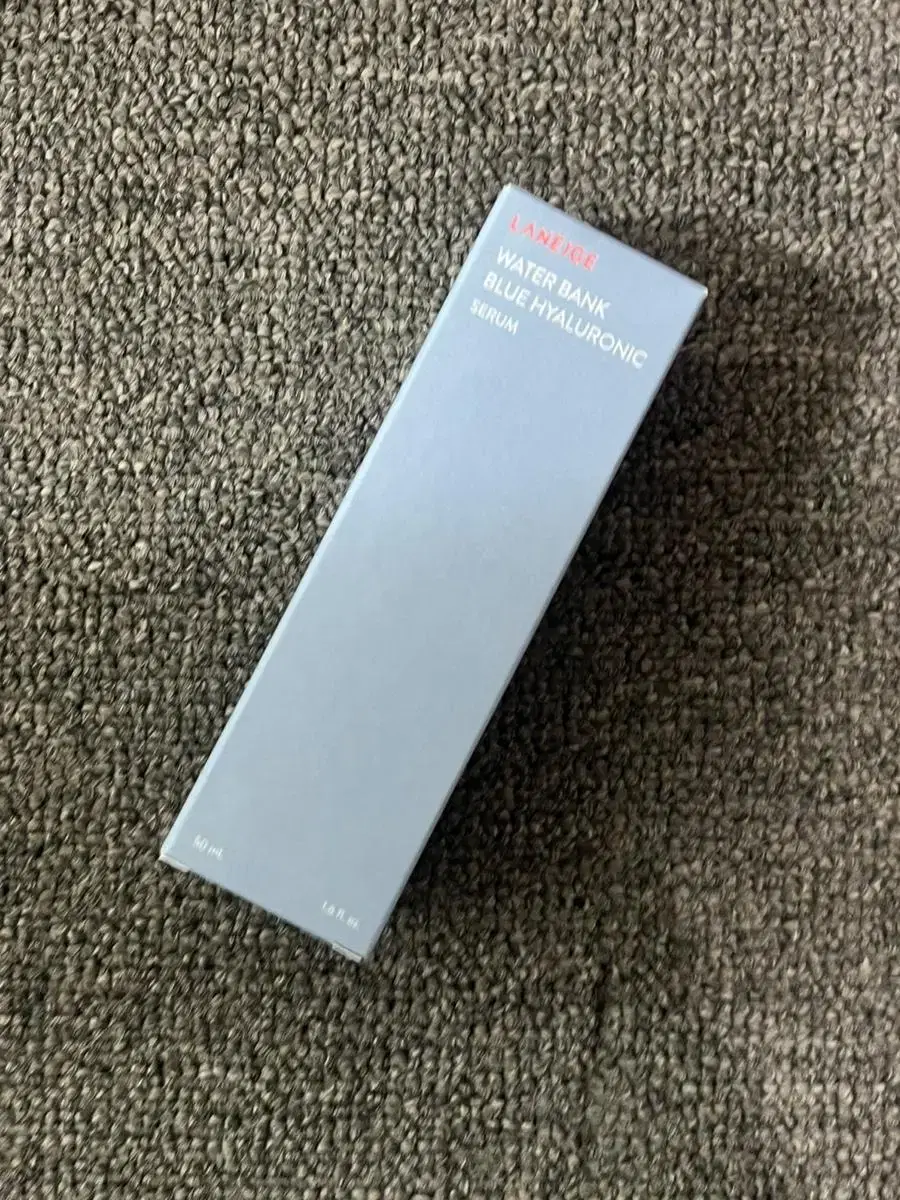 LANEIGE
WATER BANK
BLUE HYALURONIC
SERUM
50 mL
1.6 fl. oz.